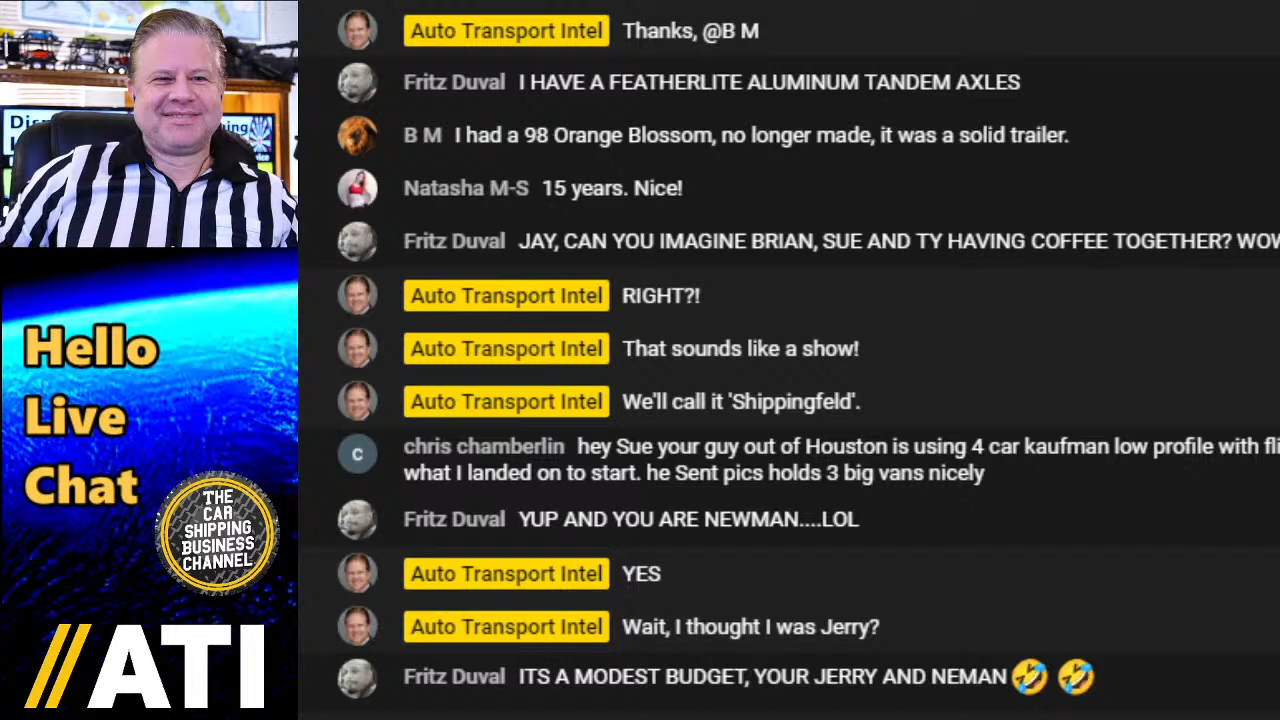 Auto Transport Intel Thanks, @B M
Fritz Duval I HAVE A FEATHERLITE ALUMINUM TANDEM AXLES
B M I had a 98 Orange Blossom, no longer made, it was a solid trailer.
Natasha M-S 15 years. Nice!
Fritz Duval JAY, CAN YOU IMAGINE BRIAN, SUE AND TY HAVING COFFEE TOGETHER?
Auto Transport Intel RIGHT?!
Auto Transport Intel That sounds like a show!
Auto Transport Intel We'll call it 'Shippingfeld'.
C
chris chamberlin hey Sue your guy out of Houston is using 4 car kaufman low profile with
what I landed on to start. he Sent pics holds 3 big vans nicely
Fritz Duval YUP AND YOU ARE NEWMAN....LOL
Auto Transport Intel YES
Auto Transport Intel Wait, I thought I was Jerry?
Fritz Duval ITS A MODEST BUDGET, YOUR JERRY AND NEMAN🤣 🤣
Hello
Live
Chat
THE
CAR
SHIPPING
BUSINESS
CHANNEL
//ATI